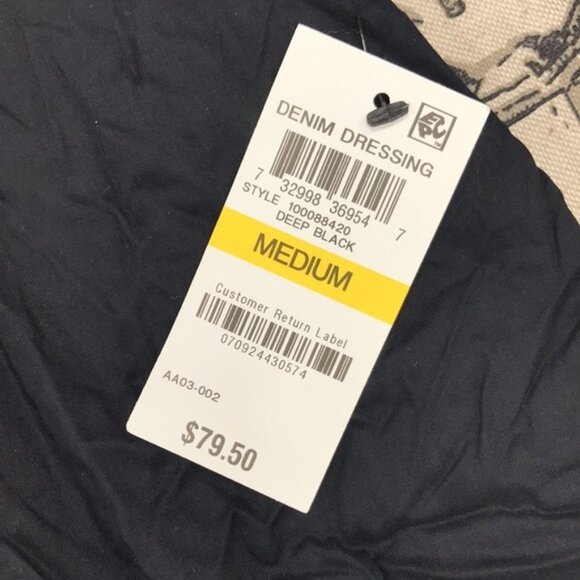 DENIM DRESSING
7 32998 36954 7
STYLE 100088420
DEEP BLACK
MEDIUM
Customer Return Label
070924430574
AA03-002
$79.50